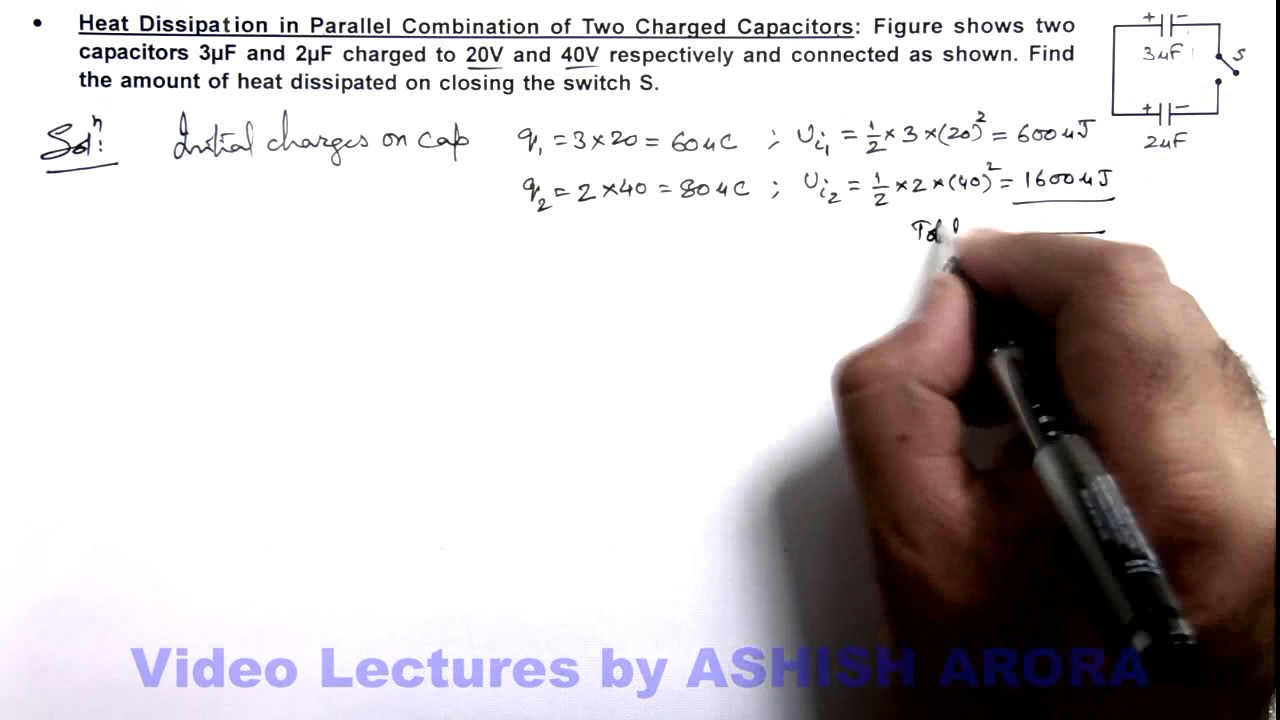 • Heat Dissipation in Parallel Combination of Two Charged Capacitors: Figure shows two
capacitors 3µF and 2µF charged to 20V and 40V respectively and connected as shown. Find
the amount of heat dissipated on closing the switch S.
+ −
3µF
S
+ −
2µF
Solⁿ: Initial charges on cap q₁ = 3 × 20 = 60µC ; Ui₁ = 1/2 × 3 × (20)² = 600µJ
q₂ = 2 × 40 = 80µC ; Ui₂ = 1/2 × 2 × (40)² = 1600µJ
Video Lectures by ASHISH ARORA